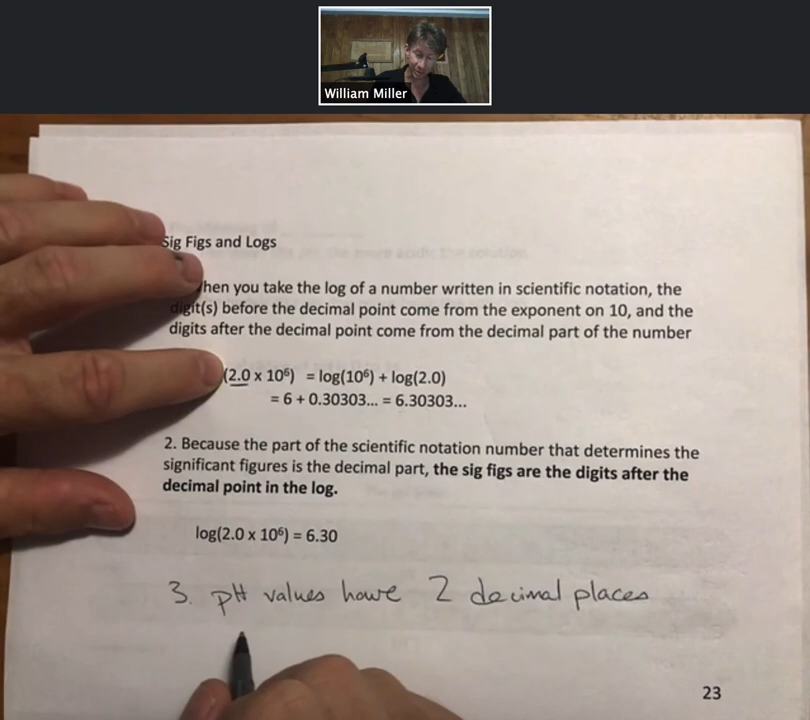 William Miller
Sig Figs and Logs
hen you take the log of a number written in scientific notation, the
digit(s) before the decimal point come from the exponent on 10, and the
digits after the decimal point come from the decimal part of the number
(2.0 x 10⁶) = log(10⁶) + log(2.0)
= 6 + 0.30303... = 6.30303...
2. Because the part of the scientific notation number that determines the
significant figures is the decimal part, the sig figs are the digits after the
decimal point in the log.
log(2.0 x 10⁶) = 6.30
3. pH values have 2 decimal places
23